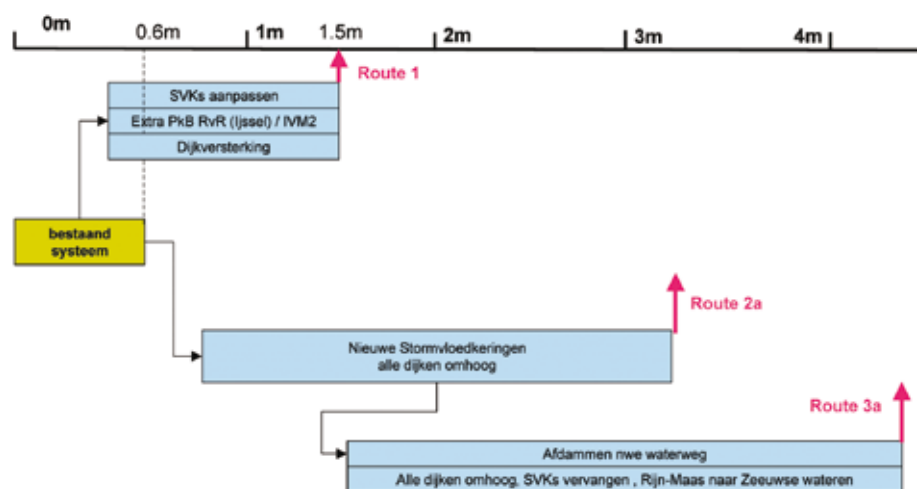 0m
0.6m
1m
1.5m
2m
3m
4m
Route 1
SVKs aanpassen
Extra PkB RvR (Ijssel) / IVM2
Dijkversterking
bestaand
systeem
Route 2a
Nieuwe Stormvloedkeringen
alle dijken omhoog
Route 3a
Afdammen nwe waterweg
Alle dijken omhoog, SVKs vervangen , Rijn-Maas naar Zeeuwse wateren